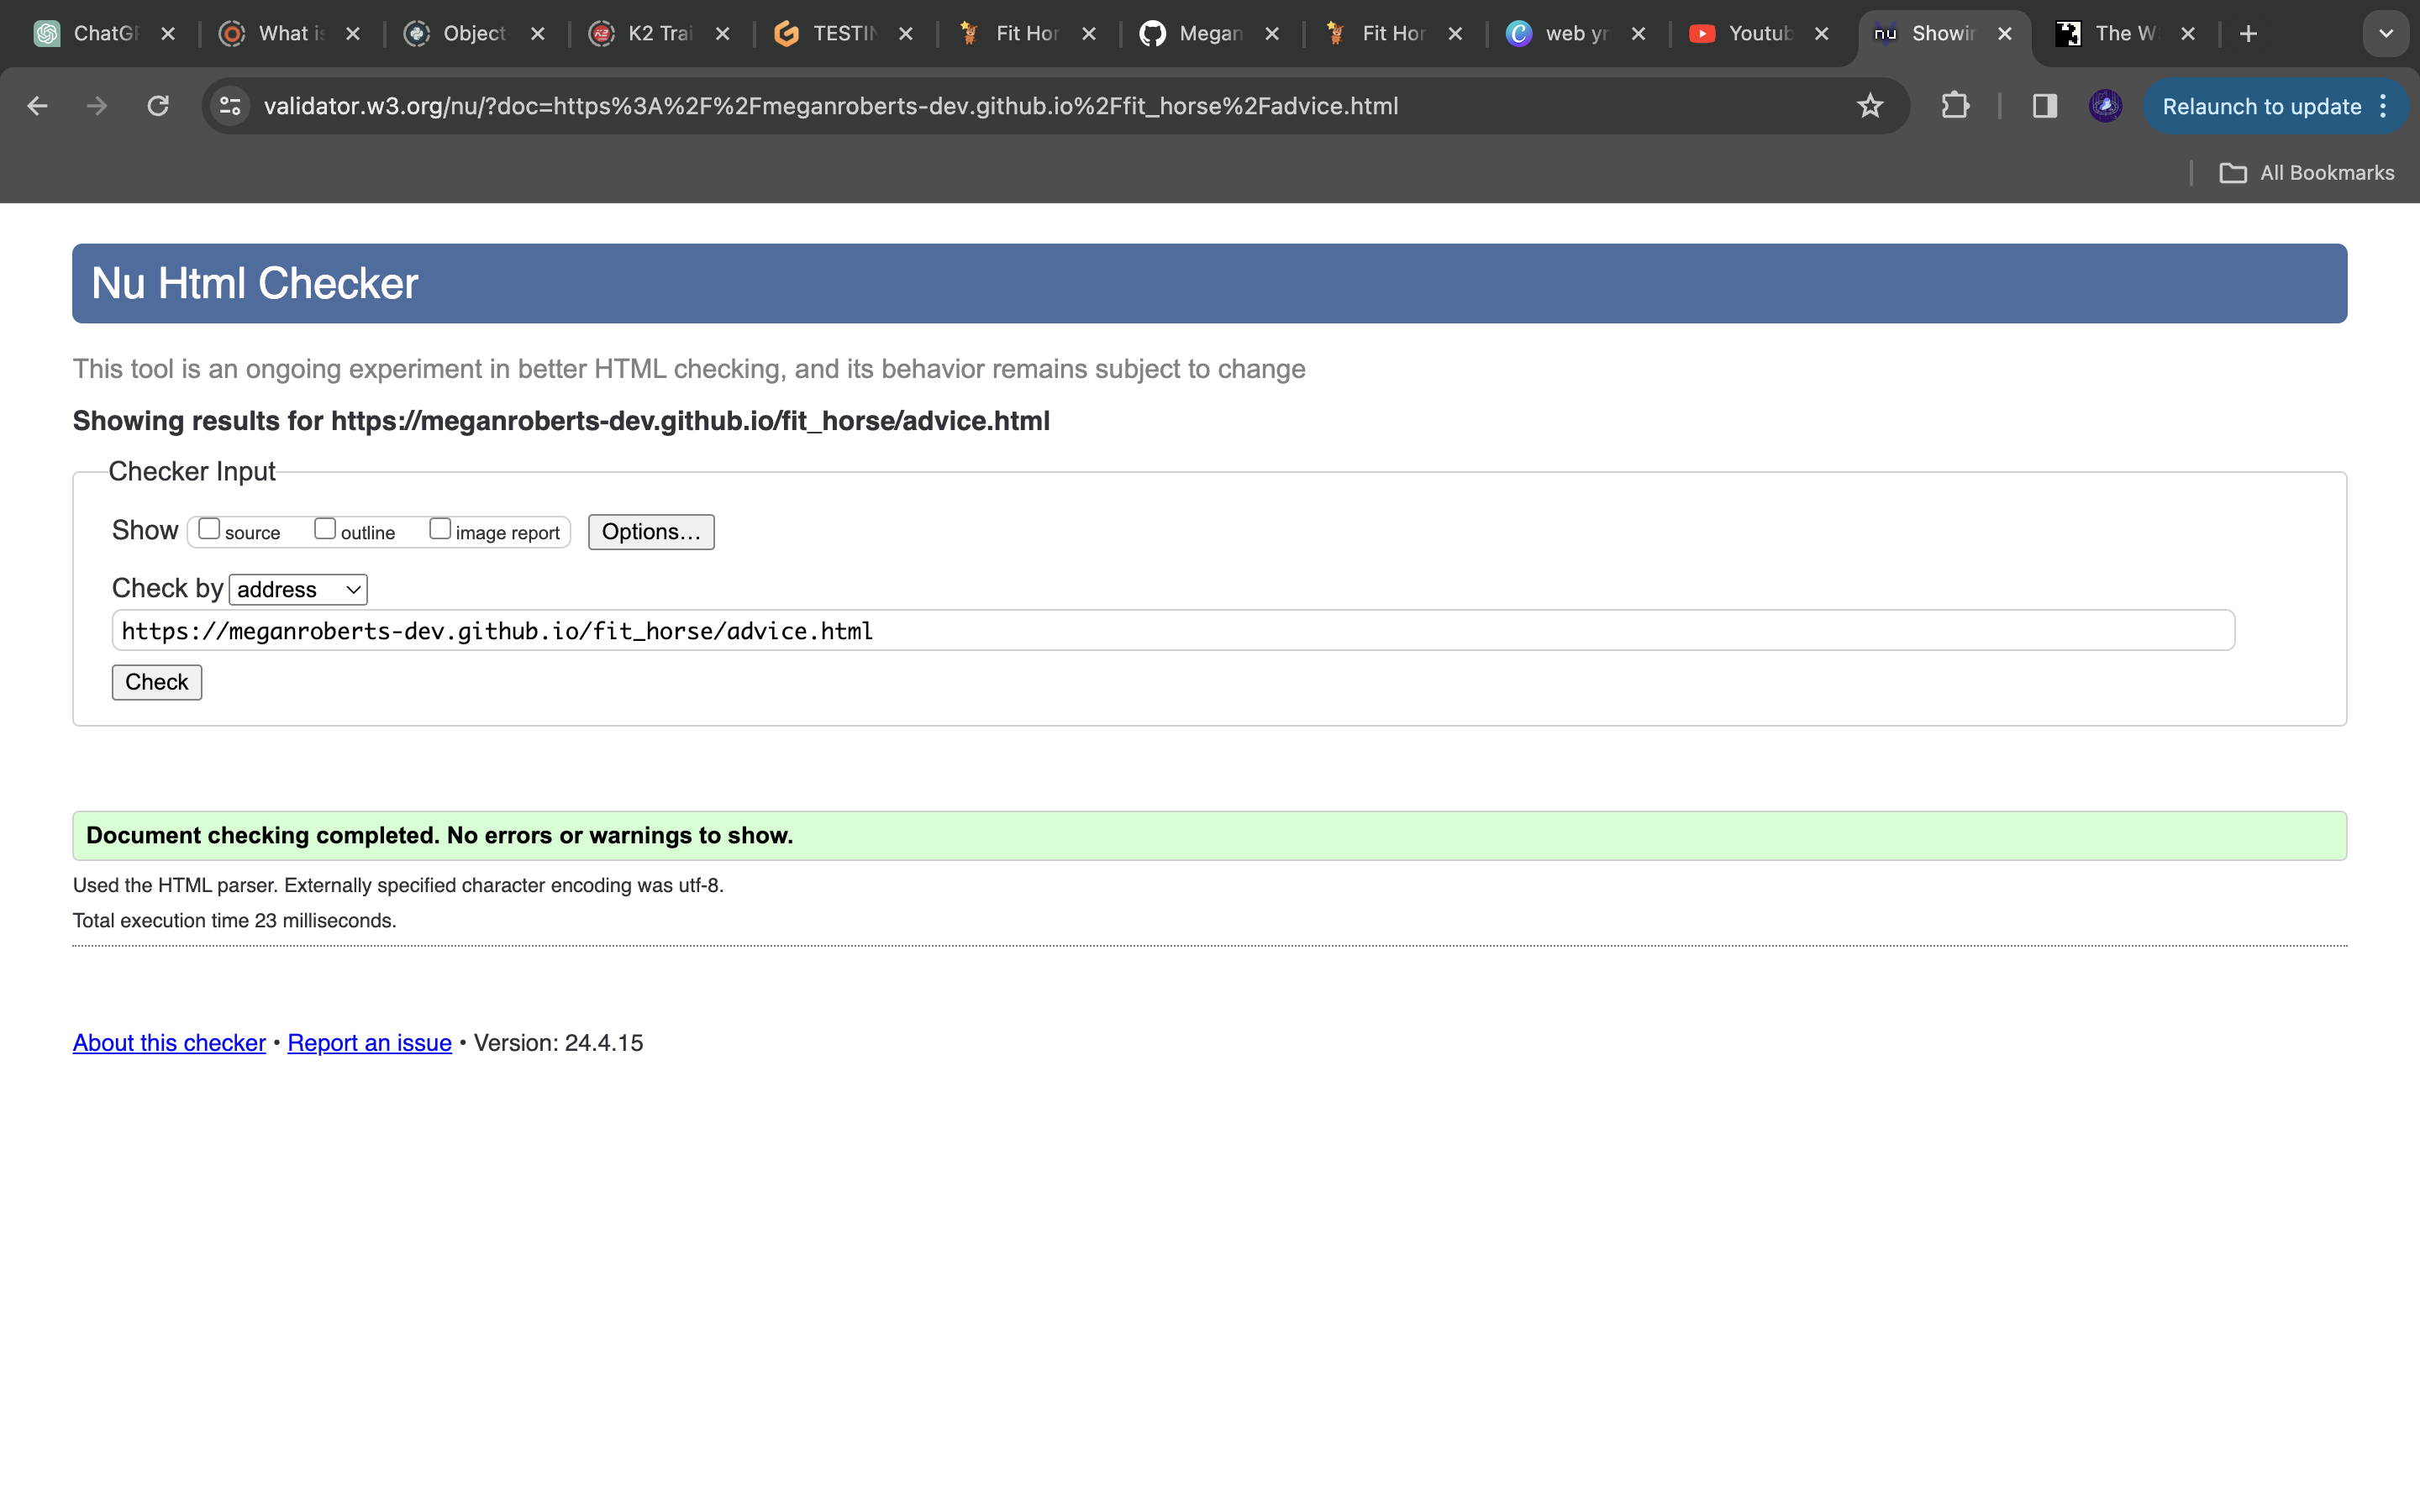 ChatGP What is Object- K2 Trai TESTIN Fit Hor Megan Fit Hor web yr Youtub Showin The W3
validator.w3.org/nu/?doc=https%3A%2F%2Fmeganroberts-dev.github.io%2Ffit_horse%2Fadvice.html Relaunch to update
All Bookmarks
Nu Html Checker
This tool is an ongoing experiment in better HTML checking, and its behavior remains subject to change
Showing results for https://meganroberts-dev.github.io/fit_horse/advice.html
Checker Input
Show source outline image report Options...
Check by address
https://meganroberts-dev.github.io/fit_horse/advice.html
Check
Document checking completed. No errors or warnings to show.
Used the HTML parser. Externally specified character encoding was utf-8.
Total execution time 23 milliseconds.
About this checker • Report an issue • Version: 24.4.15